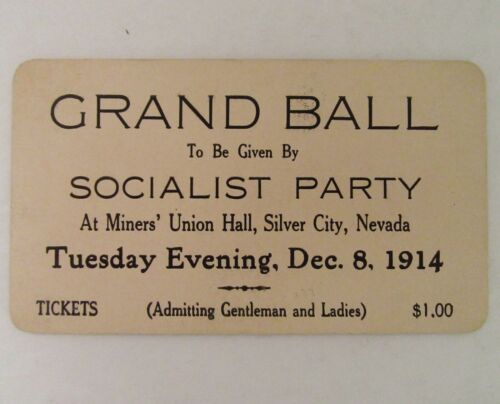 GRAND BALL
To Be Given By
SOCIALIST PARTY
At Miners' Union Hall, Silver City, Nevada
Tuesday Evening, Dec. 8, 1914
TICKETS (Admitting Gentleman and Ladies) $1.00